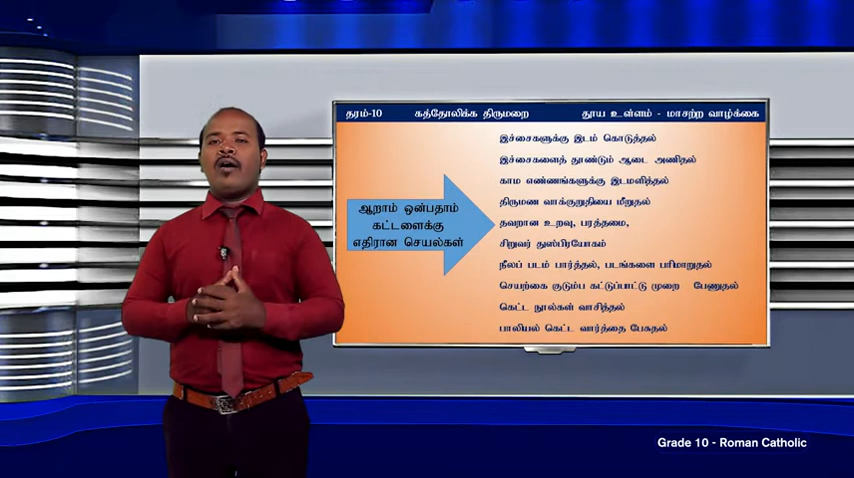 தரம்-10 கத்தோலிக்க திருமறை தூய உள்ளம் - மாசற்ற வாழ்க்கை
ஆறாம் ஒன்பதாம்
கட்டளைக்கு
எதிரான செயல்கள்
இச்சைகளுக்கு இடம் கொடுத்தல்
இச்சைகளைத் தூண்டும் ஆடை அணிதல்
காம எண்ணங்களுக்கு இடமளித்தல்
திருமண வாக்குறுதியை மீறுதல்
தவறான உறவு, பரத்தமை,
சிறுவர் துஸ்பிரயோகம்
நீலப் படம் பார்த்தல், படங்களை பரிமாறுதல்
செயற்கை குடும்ப கட்டுப்பாட்டு முறை பேணுதல்
கெட்ட நூல்கள் வாசித்தல்
பாலியல் கெட்ட வார்த்தை பேசுதல்
Grade 10 - Roman Catholic